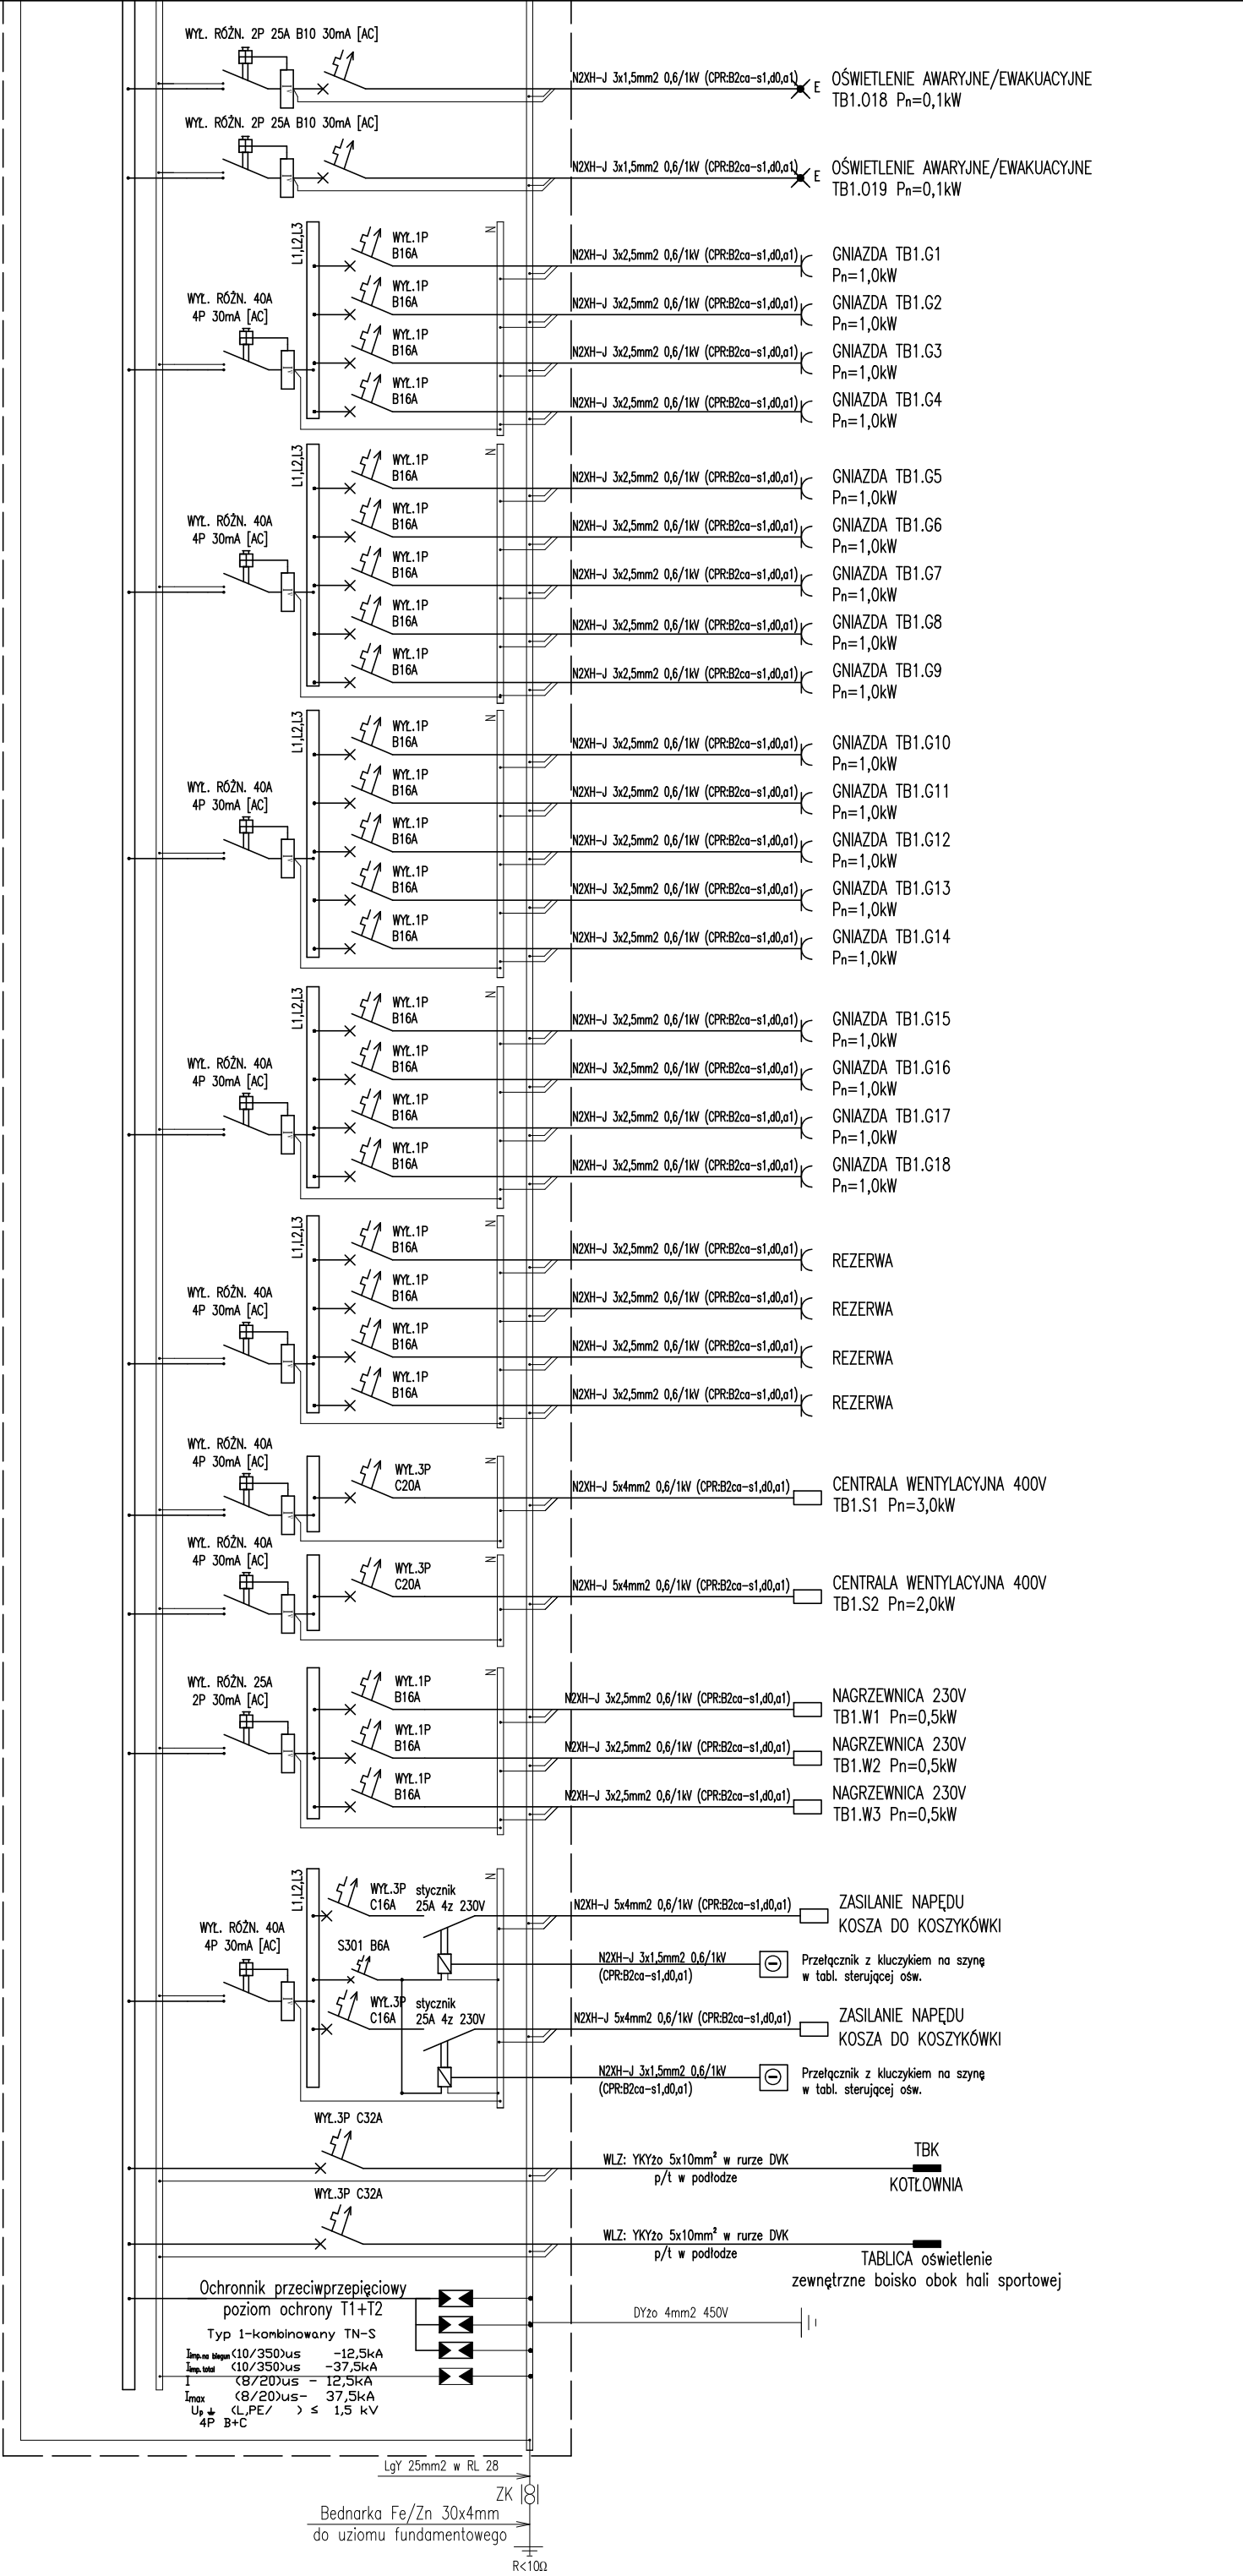 WYŁ. RÓŻN. 2P 25A B10 30mA [AC]
N2XH-J 3x1,5mm2 0,6/1kV (CPR:B2ca-s1,d0,a1)
E
OŚWIETLENIE AWARYJNE/EWAKUACYJNE
TB1.O18 Pn=0,1kW
WYŁ. RÓŻN. 2P 25A B10 30mA [AC]
N2XH-J 3x1,5mm2 0,6/1kV (CPR:B2ca-s1,d0,a1)
E
OŚWIETLENIE AWARYJNE/EWAKUACYJNE
TB1.O19 Pn=0,1kW
WYŁ. RÓŻN. 40A
4P 30mA [AC]
L1,L2,L3
N
WYŁ.1P
B16A
N2XH-J 3x2,5mm2 0,6/1kV (CPR:B2ca-s1,d0,a1)
GNIAZDA TB1.G1
Pn=1,0kW
WYŁ.1P
B16A
N2XH-J 3x2,5mm2 0,6/1kV (CPR:B2ca-s1,d0,a1)
GNIAZDA TB1.G2
Pn=1,0kW
WYŁ.1P
B16A
N2XH-J 3x2,5mm2 0,6/1kV (CPR:B2ca-s1,d0,a1)
GNIAZDA TB1.G3
Pn=1,0kW
WYŁ.1P
B16A
N2XH-J 3x2,5mm2 0,6/1kV (CPR:B2ca-s1,d0,a1)
GNIAZDA TB1.G4
Pn=1,0kW
WYŁ. RÓŻN. 40A
4P 30mA [AC]
L1,L2,L3
N
WYŁ.1P
B16A
N2XH-J 3x2,5mm2 0,6/1kV (CPR:B2ca-s1,d0,a1)
GNIAZDA TB1.G5
Pn=1,0kW
WYŁ.1P
B16A
N2XH-J 3x2,5mm2 0,6/1kV (CPR:B2ca-s1,d0,a1)
GNIAZDA TB1.G6
Pn=1,0kW
WYŁ.1P
B16A
N2XH-J 3x2,5mm2 0,6/1kV (CPR:B2ca-s1,d0,a1)
GNIAZDA TB1.G7
Pn=1,0kW
WYŁ.1P
B16A
N2XH-J 3x2,5mm2 0,6/1kV (CPR:B2ca-s1,d0,a1)
GNIAZDA TB1.G8
Pn=1,0kW
WYŁ.1P
B16A
N2XH-J 3x2,5mm2 0,6/1kV (CPR:B2ca-s1,d0,a1)
GNIAZDA TB1.G9
Pn=1,0kW
WYŁ. RÓŻN. 40A
4P 30mA [AC]
L1,L2,L3
N
WYŁ.1P
B16A
N2XH-J 3x2,5mm2 0,6/1kV (CPR:B2ca-s1,d0,a1)
GNIAZDA TB1.G10
Pn=1,0kW
WYŁ.1P
B16A
N2XH-J 3x2,5mm2 0,6/1kV (CPR:B2ca-s1,d0,a1)
GNIAZDA TB1.G11
Pn=1,0kW
WYŁ.1P
B16A
N2XH-J 3x2,5mm2 0,6/1kV (CPR:B2ca-s1,d0,a1)
GNIAZDA TB1.G12
Pn=1,0kW
WYŁ.1P
B16A
N2XH-J 3x2,5mm2 0,6/1kV (CPR:B2ca-s1,d0,a1)
GNIAZDA TB1.G13
Pn=1,0kW
WYŁ.1P
B16A
N2XH-J 3x2,5mm2 0,6/1kV (CPR:B2ca-s1,d0,a1)
GNIAZDA TB1.G14
Pn=1,0kW
WYŁ. RÓŻN. 40A
4P 30mA [AC]
L1,L2,L3
N
WYŁ.1P
B16A
N2XH-J 3x2,5mm2 0,6/1kV (CPR:B2ca-s1,d0,a1)
GNIAZDA TB1.G15
Pn=1,0kW
WYŁ.1P
B16A
N2XH-J 3x2,5mm2 0,6/1kV (CPR:B2ca-s1,d0,a1)
GNIAZDA TB1.G16
Pn=1,0kW
WYŁ.1P
B16A
N2XH-J 3x2,5mm2 0,6/1kV (CPR:B2ca-s1,d0,a1)
GNIAZDA TB1.G17
Pn=1,0kW
WYŁ.1P
B16A
N2XH-J 3x2,5mm2 0,6/1kV (CPR:B2ca-s1,d0,a1)
GNIAZDA TB1.G18
Pn=1,0kW
WYŁ. RÓŻN. 40A
4P 30mA [AC]
L1,L2,L3
N
WYŁ.1P
B16A
N2XH-J 3x2,5mm2 0,6/1kV (CPR:B2ca-s1,d0,a1)
REZERWA
WYŁ.1P
B16A
N2XH-J 3x2,5mm2 0,6/1kV (CPR:B2ca-s1,d0,a1)
REZERWA
WYŁ.1P
B16A
N2XH-J 3x2,5mm2 0,6/1kV (CPR:B2ca-s1,d0,a1)
REZERWA
WYŁ.1P
B16A
N2XH-J 3x2,5mm2 0,6/1kV (CPR:B2ca-s1,d0,a1)
REZERWA
WYŁ. RÓŻN. 40A
4P 30mA [AC]
N
WYŁ.3P
C20A
N2XH-J 5x4mm2 0,6/1kV (CPR:B2ca-s1,d0,a1)
CENTRALA WENTYLACYJNA 400V
TB1.S1 Pn=3,0kW
WYŁ. RÓŻN. 40A
4P 30mA [AC]
N
WYŁ.3P
C20A
N2XH-J 5x4mm2 0,6/1kV (CPR:B2ca-s1,d0,a1)
CENTRALA WENTYLACYJNA 400V
TB1.S2 Pn=2,0kW
WYŁ. RÓŻN. 25A
2P 30mA [AC]
N
WYŁ.1P
B16A
N2XH-J 3x2,5mm2 0,6/1kV (CPR:B2ca-s1,d0,a1)
NAGRZEWNICA 230V
TB1.W1 Pn=0,5kW
WYŁ.1P
B16A
N2XH-J 3x2,5mm2 0,6/1kV (CPR:B2ca-s1,d0,a1)
NAGRZEWNICA 230V
TB1.W2 Pn=0,5kW
WYŁ.1P
B16A
N2XH-J 3x2,5mm2 0,6/1kV (CPR:B2ca-s1,d0,a1)
NAGRZEWNICA 230V
TB1.W3 Pn=0,5kW
WYŁ. RÓŻN. 40A
4P 30mA [AC]
L1,L2,L3
N
WYŁ.3P
C16A
stycznik
25A 4z 230V
N2XH-J 5x4mm2 0,6/1kV (CPR:B2ca-s1,d0,a1)
ZASILANIE NAPĘDU
KOSZA DO KOSZYKÓWKI
S301 B6A
N2XH-J 3x1,5mm2 0,6/1kV
(CPR:B2ca-s1,d0,a1)
Przełącznik z kluczykiem na szynę
w tabl. sterującej ośw.
WYŁ.3P
C16A
stycznik
25A 4z 230V
N2XH-J 5x4mm2 0,6/1kV (CPR:B2ca-s1,d0,a1)
ZASILANIE NAPĘDU
KOSZA DO KOSZYKÓWKI
N2XH-J 3x1,5mm2 0,6/1kV
(CPR:B2ca-s1,d0,a1)
Przełącznik z kluczykiem na szynę
w tabl. sterującej ośw.
WYŁ.3P C32A
WLZ: YKYżo 5x10mm² w rurze DVK
p/t w podłodze
TBK
KOTŁOWNIA
WYŁ.3P C32A
WLZ: YKYżo 5x10mm² w rurze DVK
p/t w podłodze
TABLICA oświetlenie
zewnętrzne boisko obok hali sportowej
Ochronnik przeciwprzepięciowy
poziom ochrony T1+T2
Typ 1-kombinowany TN-S
Iimp.na biegun (10/350)us -12,5kA
Iimp. total (10/350)us -37,5kA
I (8/20)us - 12,5kA
Imax (8/20)us- 37,5kA
Up (L,PE/ ) ≤ 1,5 kV
4P B+C
DYżo 4mm2 450V
LgY 25mm2 w RL 28
ZK
Bednarka Fe/Zn 30x4mm
do uziomu fundamentowego
R<10Ω